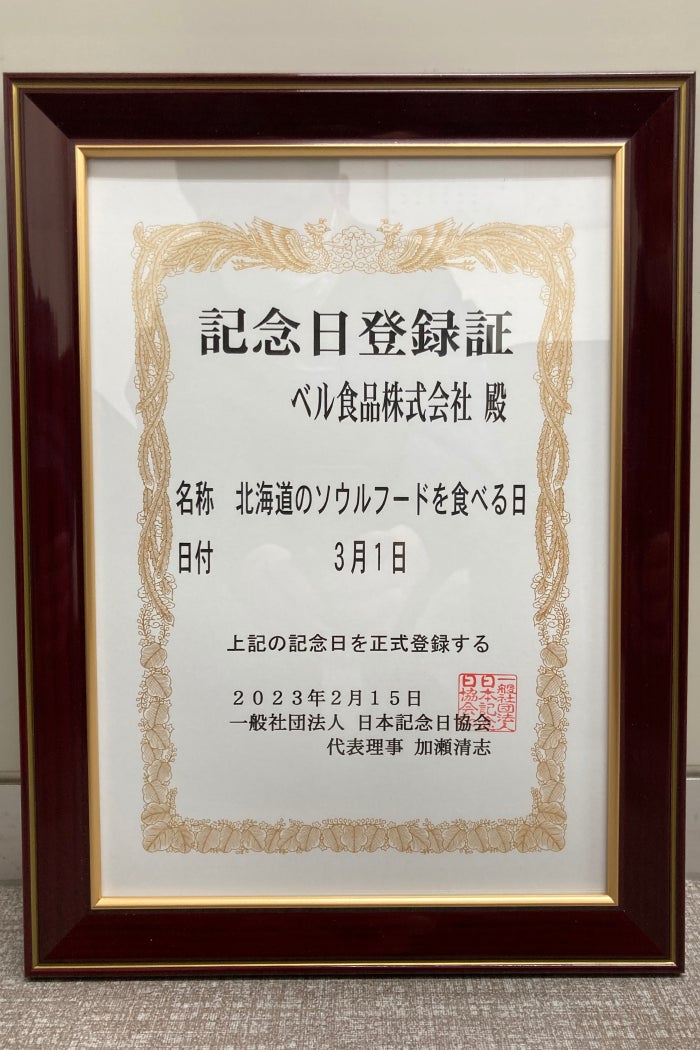 記念日登録証
ベル食品株式会社 殿
名称 北海道のソウルフードを食べる日
日付 3月1日
上記の記念日を正式登録する
2023年2月15日
一般社団法人 日本記念日協会
代表理事 加瀬清志
一般社団法人
日本記念
日協会